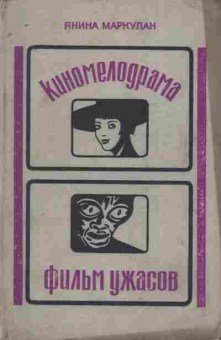 ЯНИНА МАРКУЛАН
киномелодрама
фильм ужасов